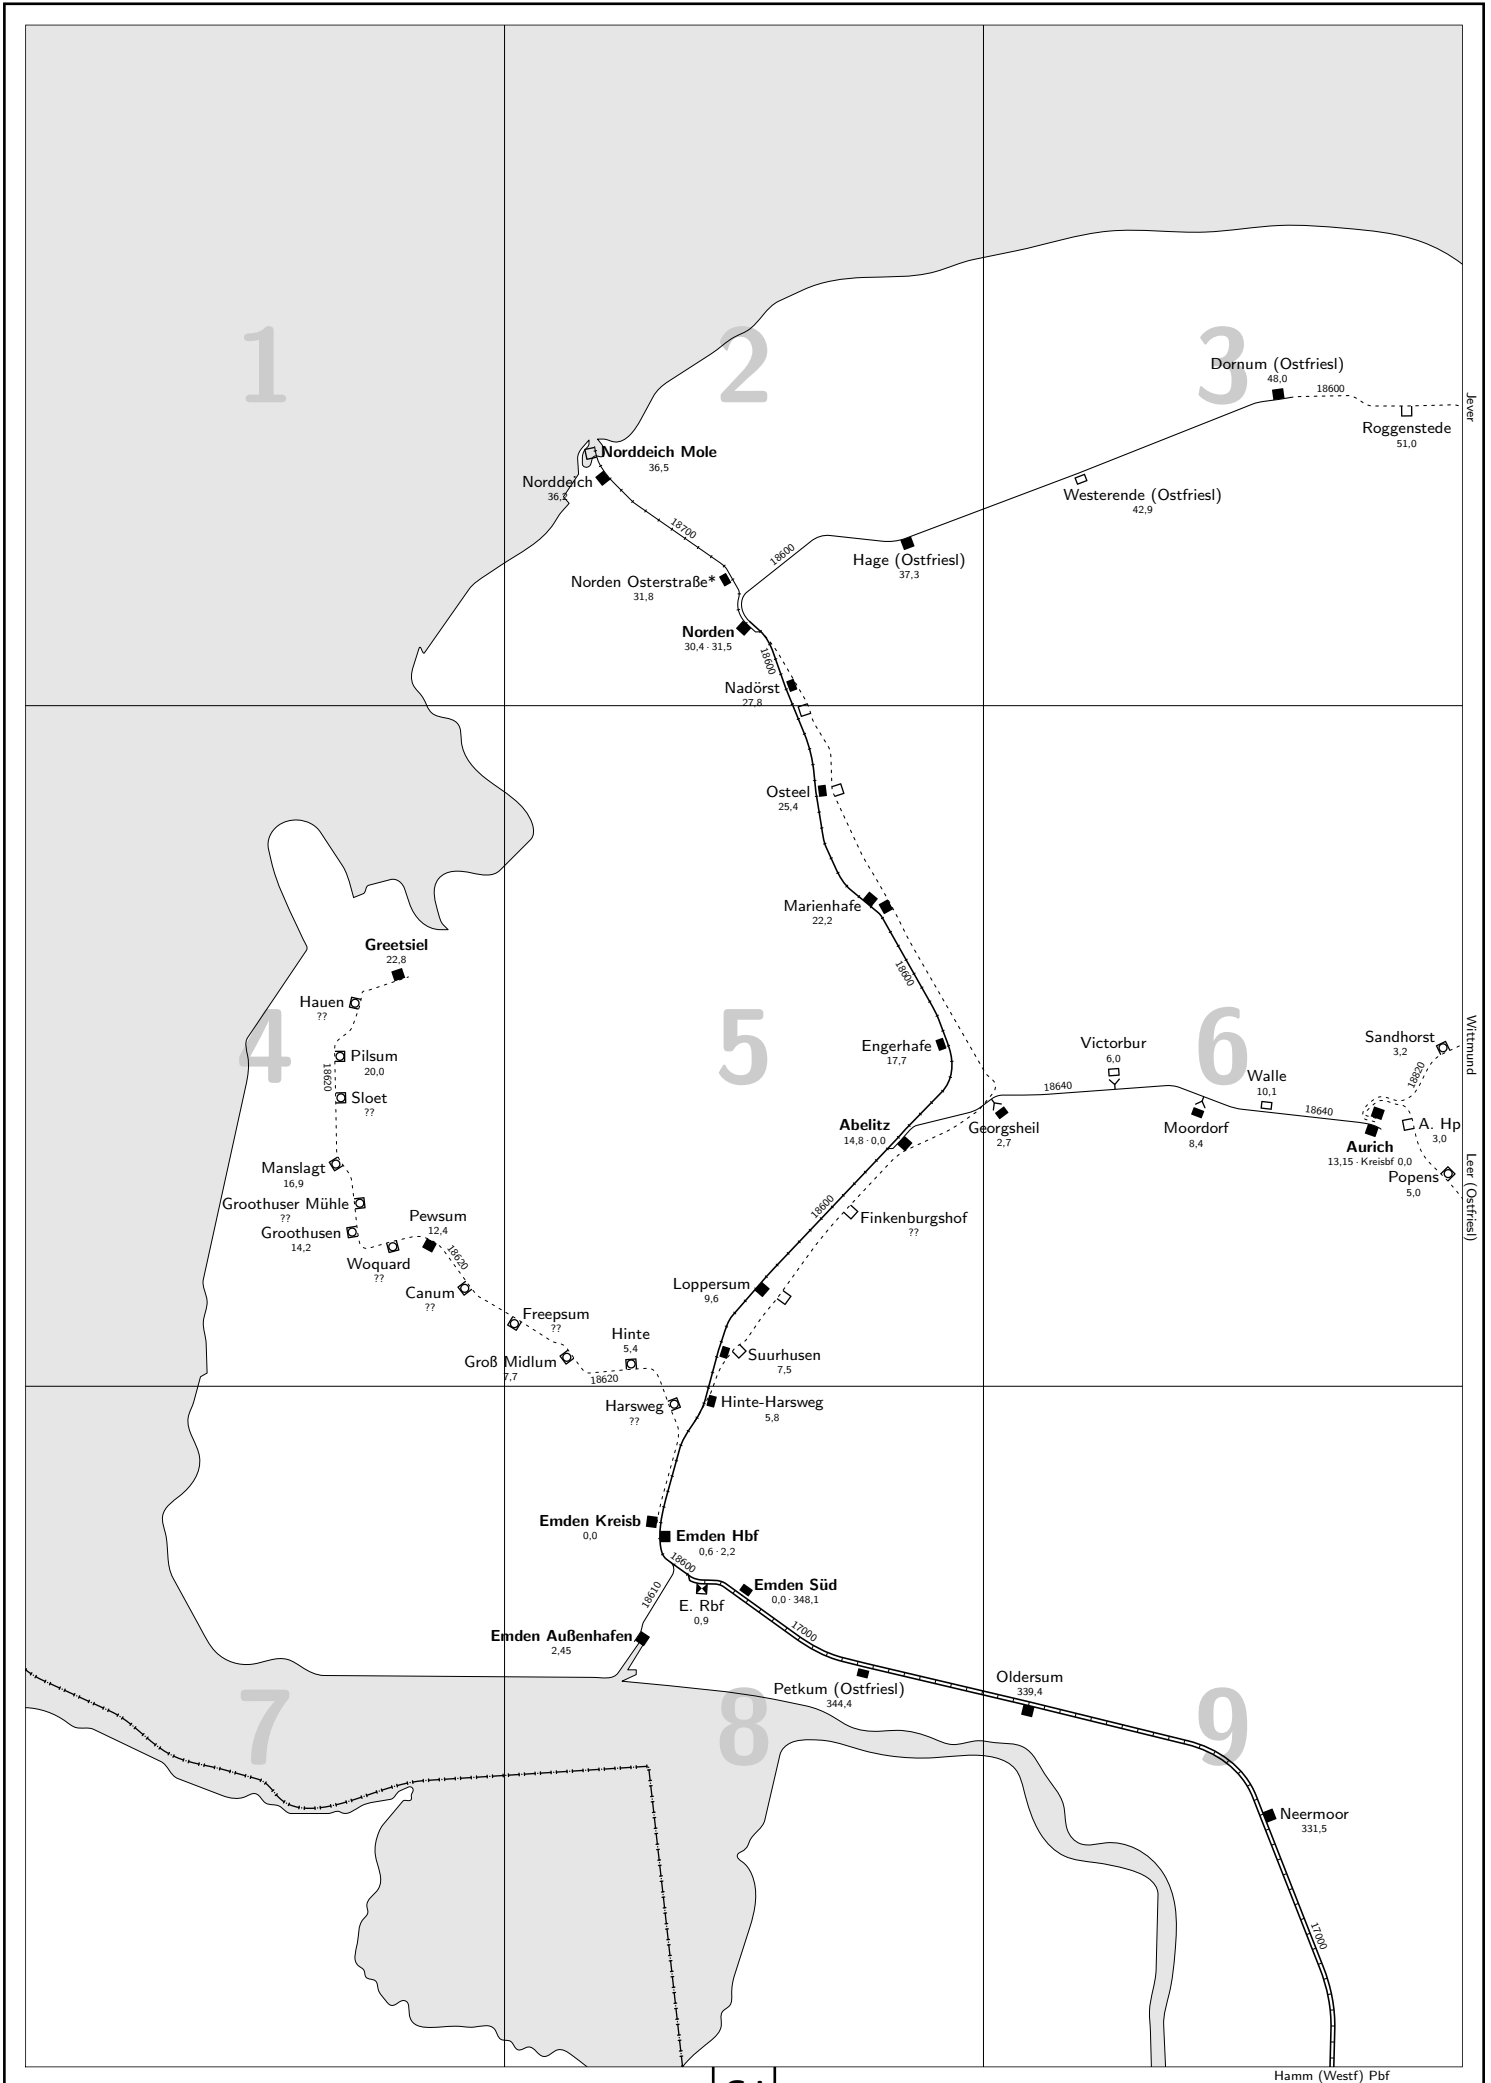 1
2
3
Dornum (Ostfriesl)
48,0
18600
Jever
Roggenstede
51,0
Norddeich Mole
36,5
Norddeich
36,2
Westerende (Ostfriesl)
42,9
18700
18600
Hage (Ostfriesl)
37,3
Norden Osterstraße*
31,8
Norden
30,4 · 31,5
18600
Nadörst
27,8
Osteel
25,4
Marienhafe
22,2
Greetsiel
22,8
18600
Hauen
??
4
5
6
Pilsum
20,0
18620
Sloet
??
Engerhafe
17,7
Victorbur
6,0
Sandhorst
3,2
Wittmund
18640
Walle
10,1
18820
18640
Abelitz
14,8 · 0,0
Georgsheil
2,7
Moordorf
8,4
A. Hp
3,0
Aurich
13,15 · Kreisbf 0,0
Popens
5,0
Leer (Ostfriesl)
Manslagt
16,9
Groothuser Mühle
??
Groothusen
14,2
Pewsum
12,4
18620
Woquard
??
Canum
??
18600
Finkenburgshof
??
Loppersum
9,6
Freepsum
??
Hinte
5,4
Groß Midlum
7,7
18620
Suurhusen
7,5
Harsweg
??
Hinte-Harsweg
5,8
Emden Kreisb
0,0
Emden Hbf
0,6 · 2,2
18600
18610
Emden Süd
0,0 · 348,1
E. Rbf
0,9
17000
Emden Außenhafen
2,45
Petkum (Ostfriesl)
344,4
Oldersum
339,4
7
8
9
Neermoor
331,5
17000
Hamm (Westf) Pbf